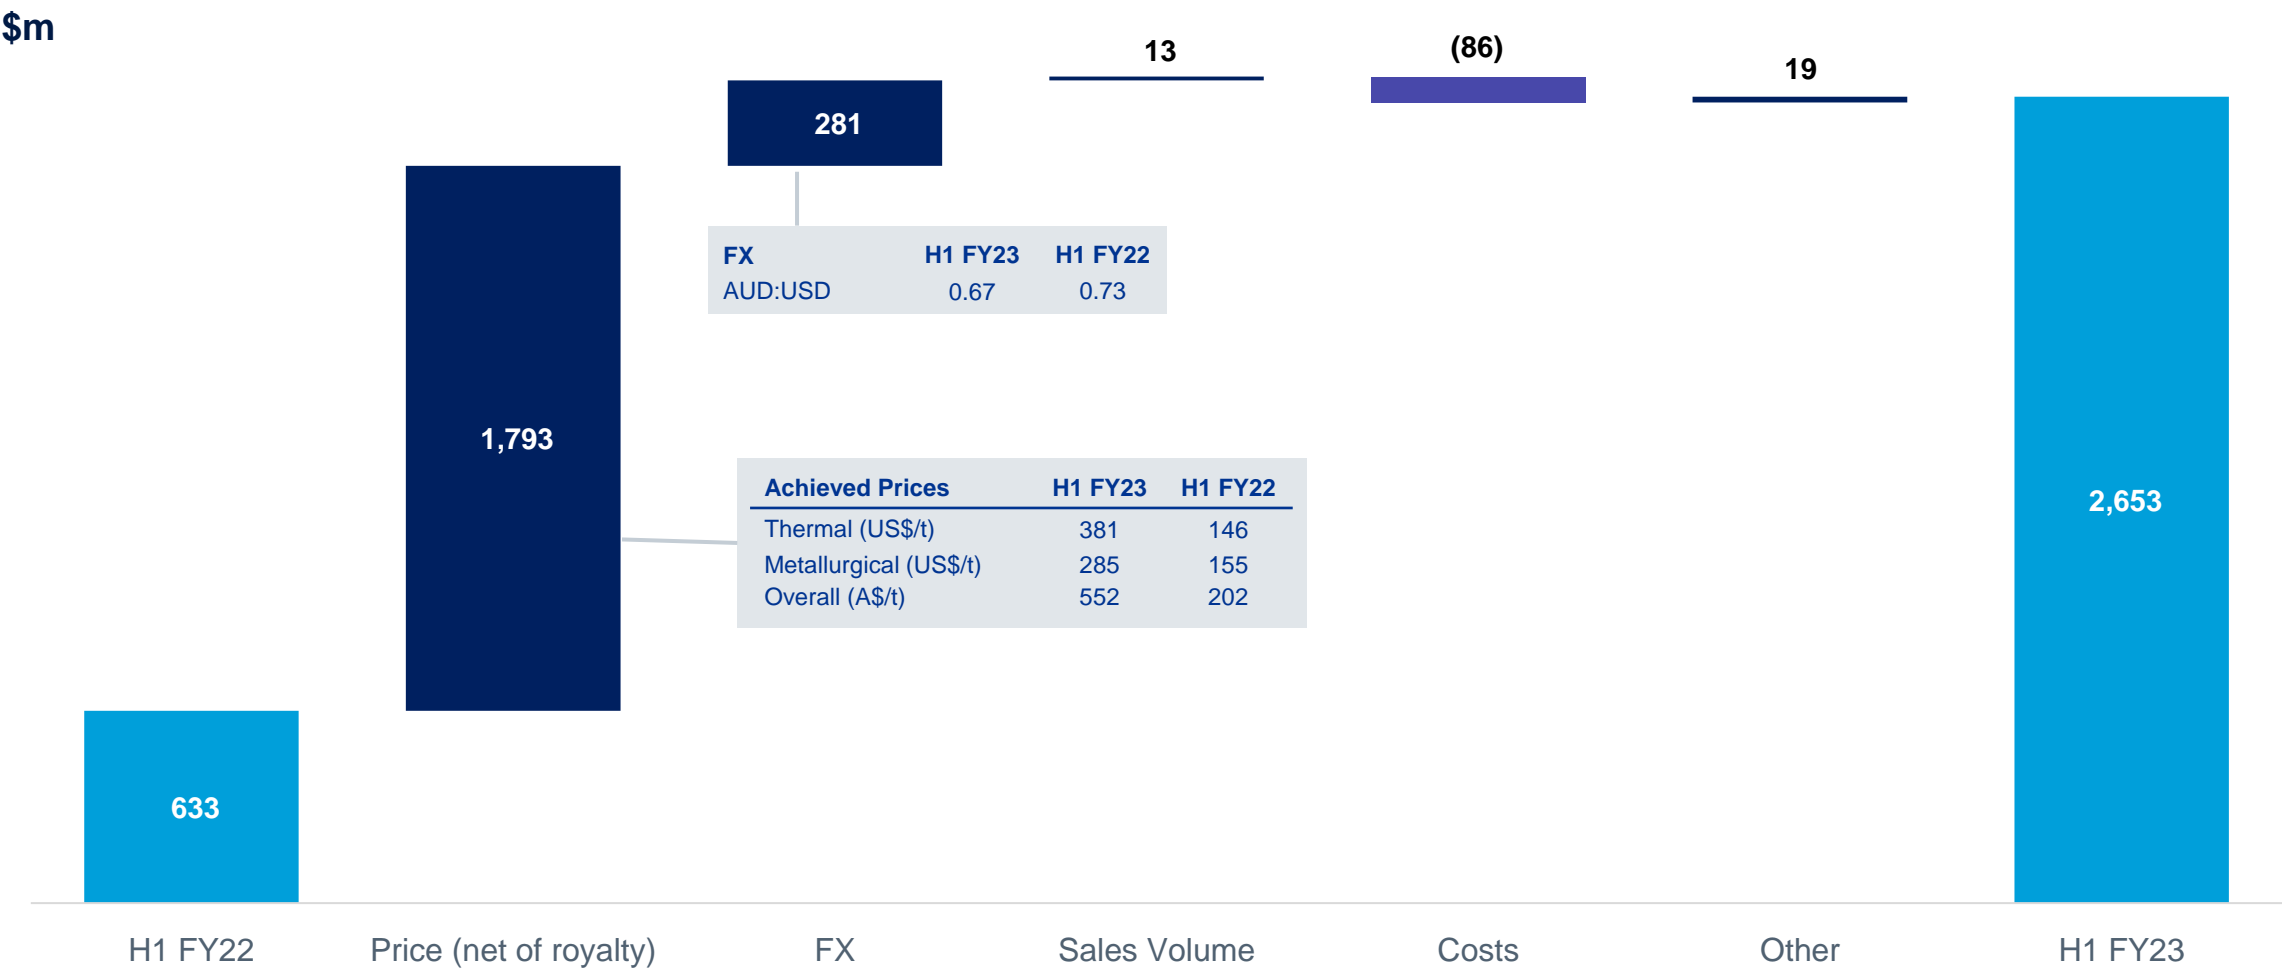 $m
13
(86)
19
281
FX H1 FY23 H1 FY22
AUD:USD 0.67 0.73
1,793
Achieved Prices H1 FY23 H1 FY22
Thermal (US$/t) 381 146
Metallurgical (US$/t) 285 155
Overall (A$/t) 552 202
2,653
633
H1 FY22 Price (net of royalty) FX Sales Volume Costs Other H1 FY23